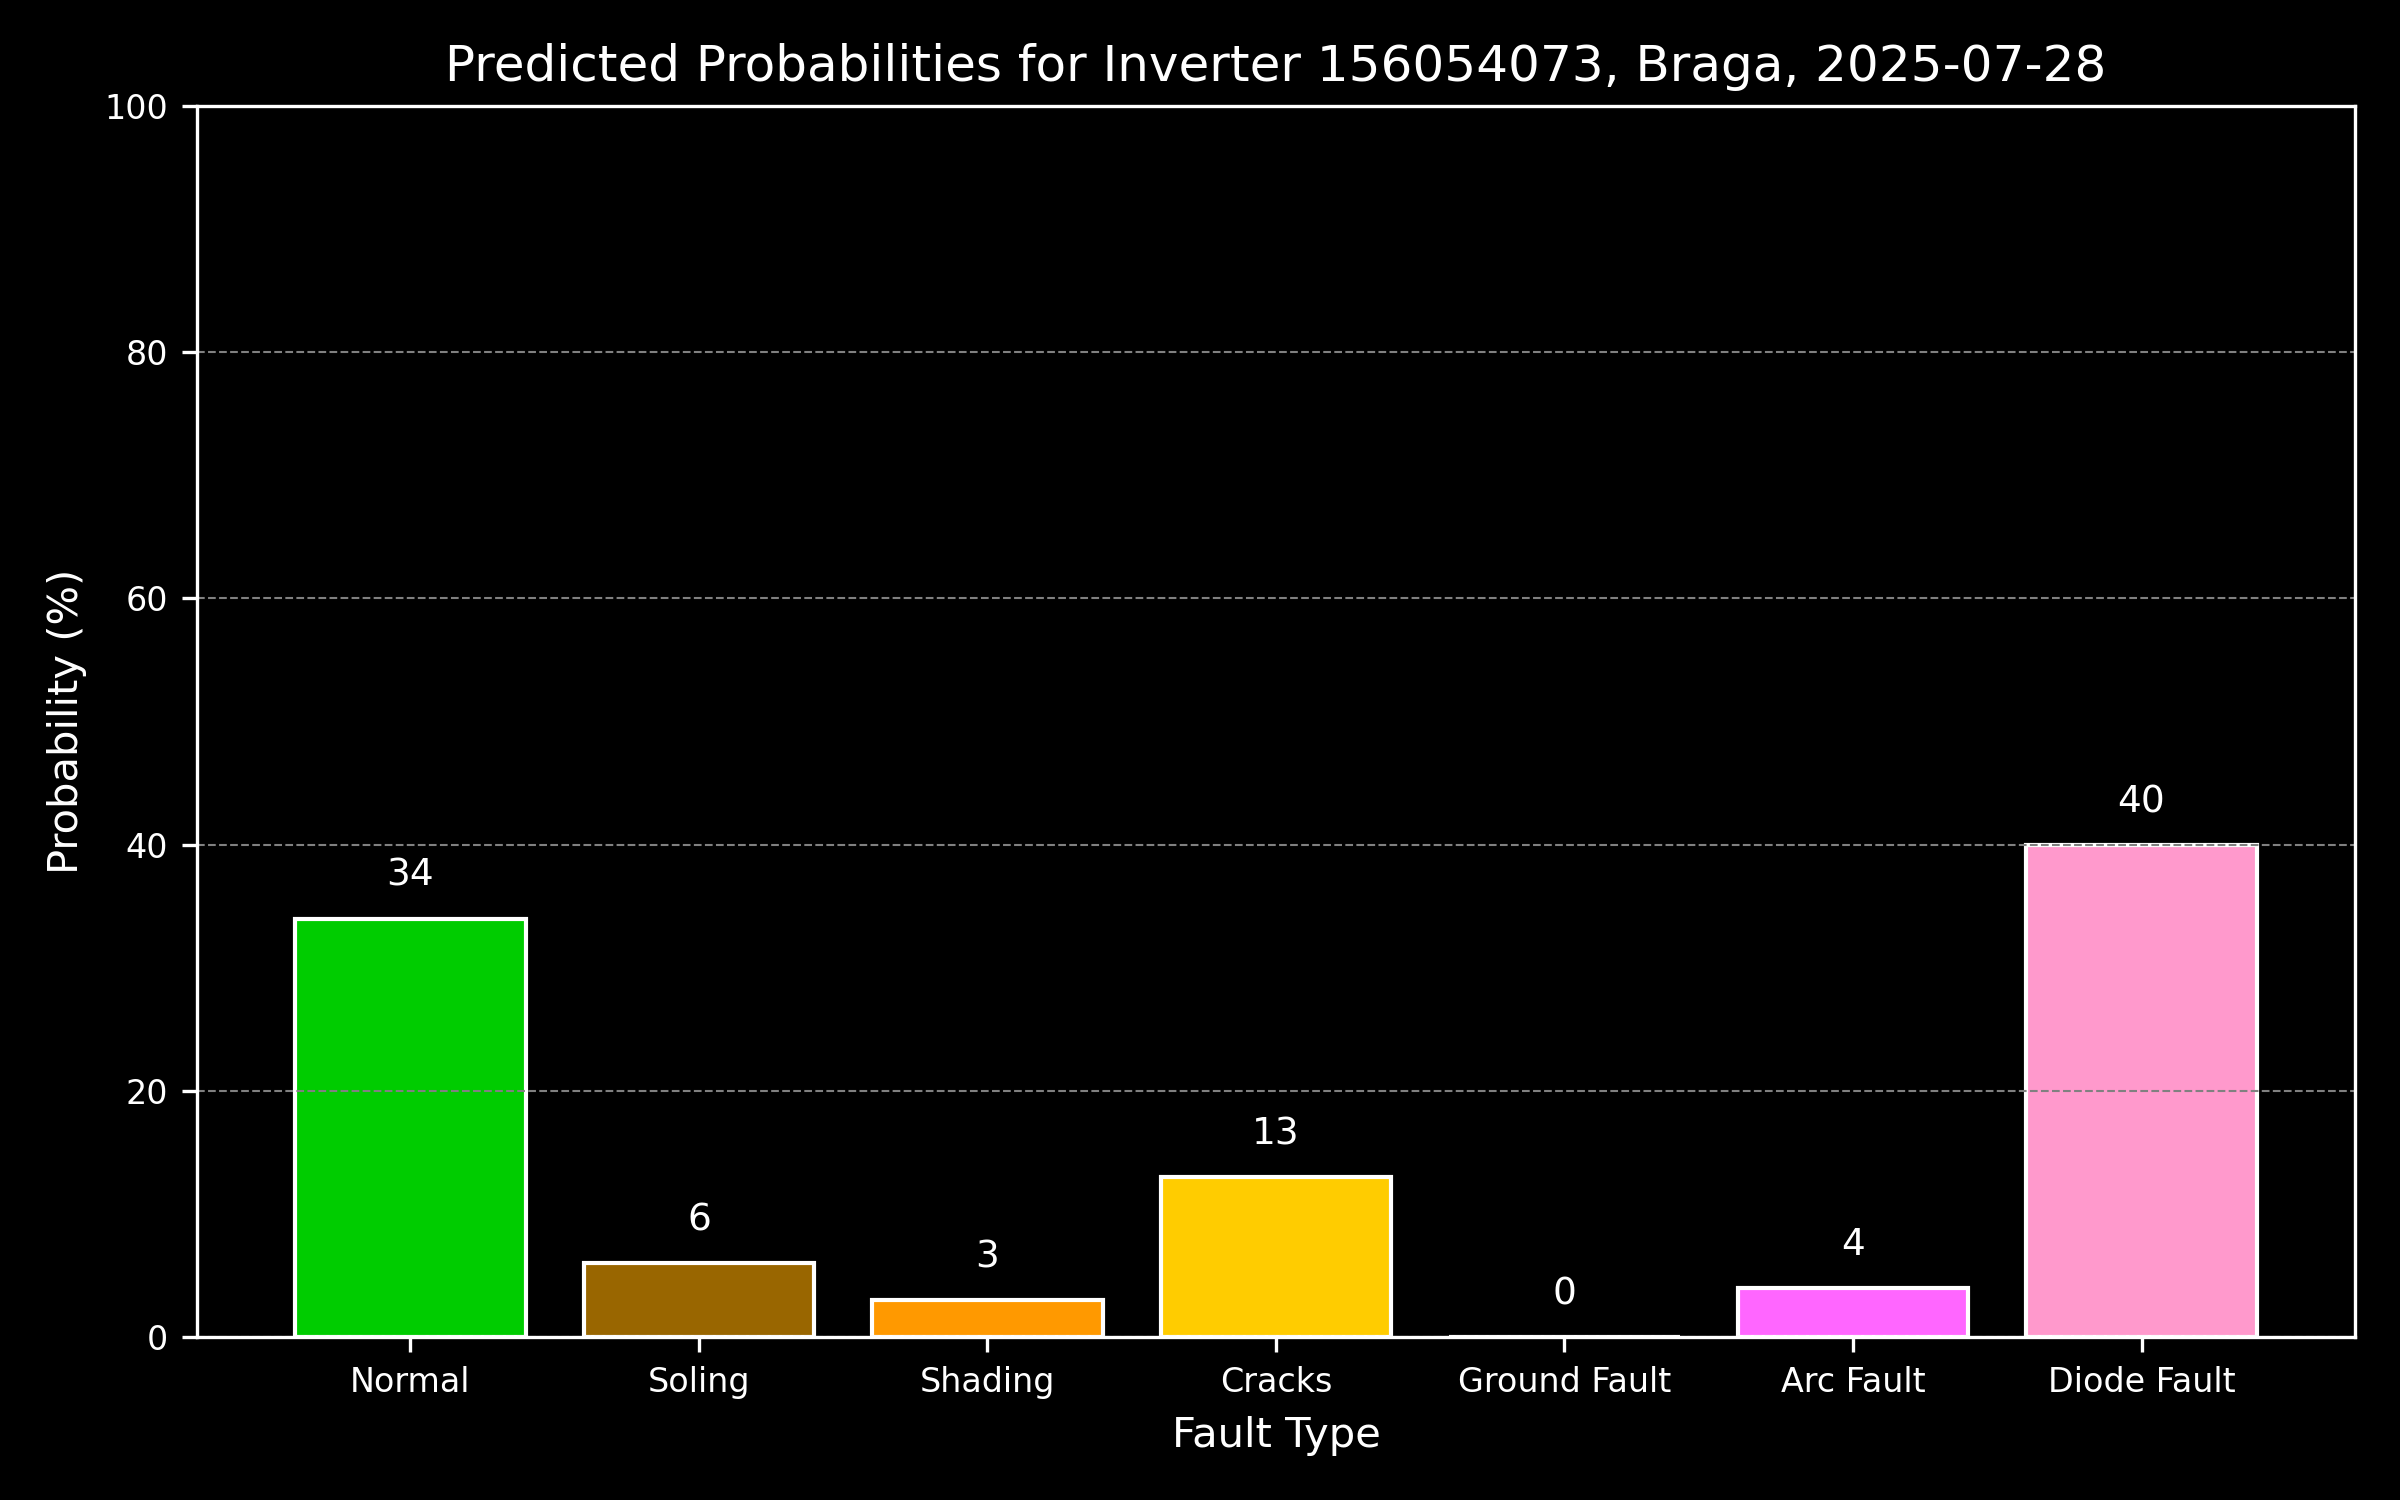 Predicted Probabilities for Inverter 156054073, Braga, 2025-07-28
100
80
60
40
20
0
Probability (%)
34
6
3
13
0
4
40
Normal
Soling
Shading
Cracks
Ground Fault
Arc Fault
Diode Fault
Fault Type